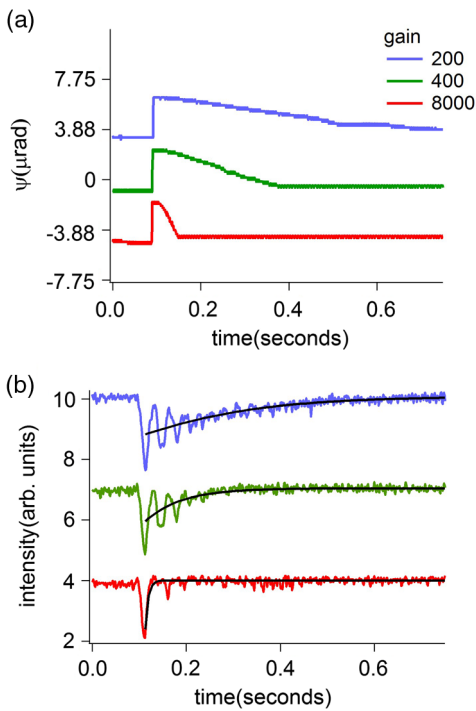 (a)
gain
200
400
8000
7.75
3.88
0
-3.88
-7.75
ψ(μrad)
0.0 0.2 0.4 0.6
time(seconds)
(b)
10
8
6
4
2
intensity(arb. units)
0.0 0.2 0.4 0.6
time(seconds)